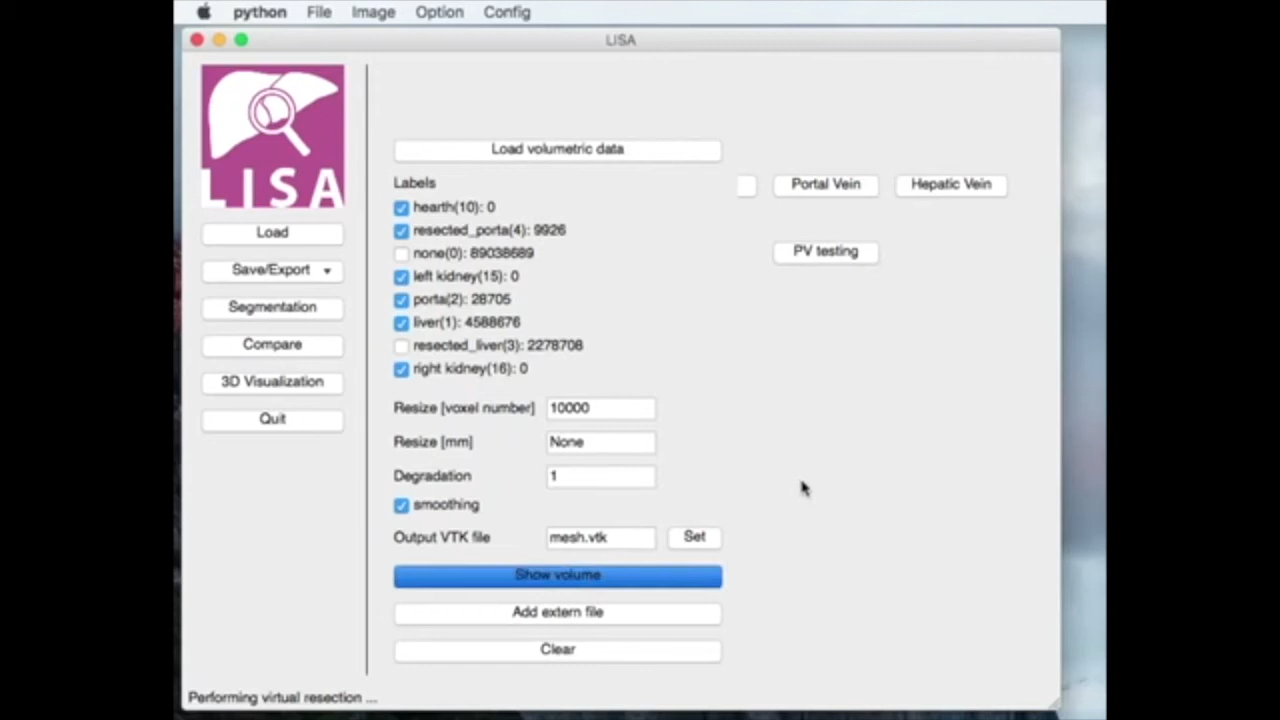 python File Image Option Config
LISA
LISA
Load
Save/Export
Segmentation
Compare
3D Visualization
Quit
Load volumetric data
Labels
hearth(10): 0
resected_porta(4): 9926
none(0): 89038689
left kidney(15): 0
porta(2): 28705
liver(1): 4588676
resected_liver(3): 2278708
right kidney(16): 0
Resize [voxel number] 10000
Resize [mm] None
Degradation 1
smoothing
Output VTK file mesh.vtk Set
Show volume
Add extern file
Clear
Portal Vein Hepatic Vein
PV testing
Performing virtual resection ...